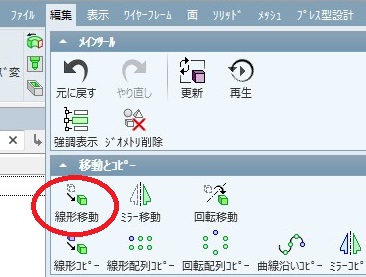 ﾌｧｲﾙ 編集 表示 ﾜｲﾔｰﾌﾚｰﾑ 面 ｿﾘｯﾄﾞ ﾒｯｼｭ ﾌﾟﾚｽ型設計
ﾒｲﾝﾂｰﾙ
ｽﾞ変 元に戻す やり直し 更新 再生
強調表示 ｼﾞｵﾒﾄﾘ削除
移動とｺﾋﾟｰ
線形移動 ﾐﾗｰ移動 回転移動
線形ｺﾋﾟｰ 線形配列ｺﾋﾟｰ 回転配列ｺﾋﾟｰ 曲線沿いｺﾋﾟｰ ﾐﾗｰｺﾋﾟ